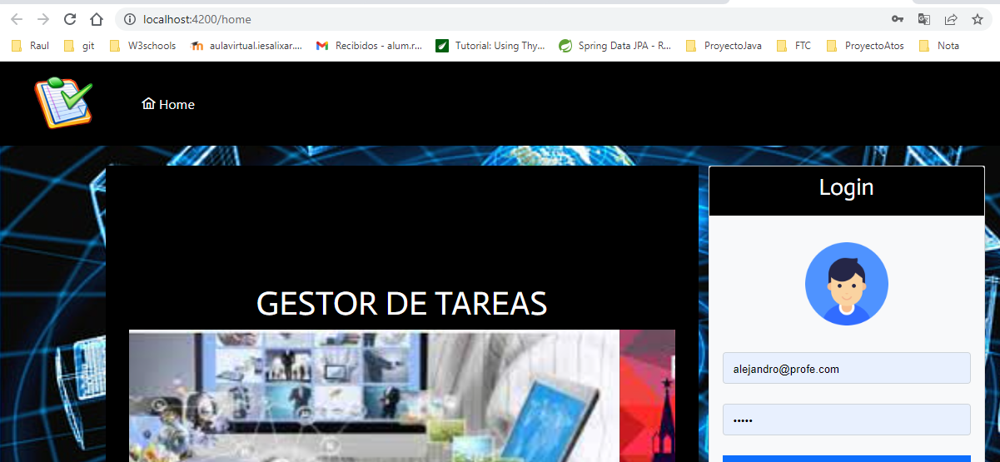 localhost:4200/home
Raul git W3schools aulavirtual.iesalixar.... Recibidos - alum.r... Tutorial: Using Thy... Spring Data JPA - R... ProyectoJava FTC ProyectoAtos Nota
Home
Login
GESTOR DE TAREAS
alejandro@profe.com
•••••